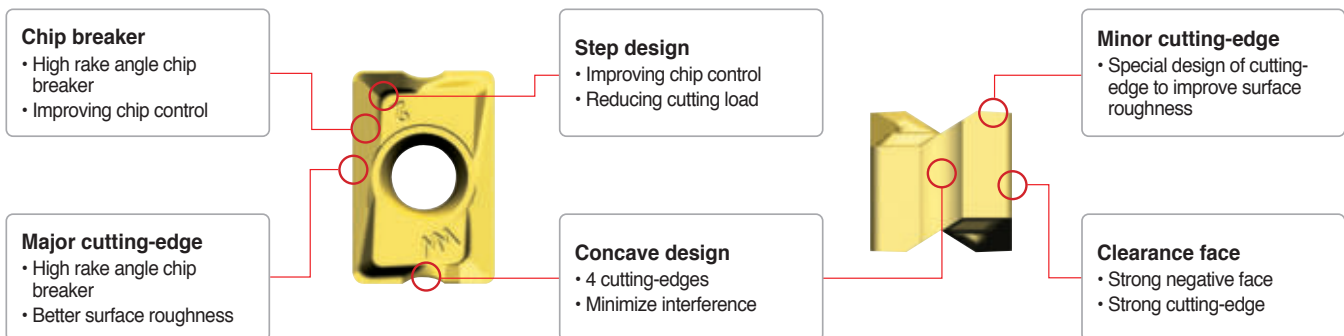 Chip breaker
• High rake angle chip
breaker
• Improving chip control
Step design
• Improving chip control
• Reducing cutting load
Minor cutting-edge
• Special design of cutting-
edge to improve surface
roughness
Major cutting-edge
• High rake angle chip
breaker
• Better surface roughness
Concave design
• 4 cutting-edges
• Minimize interference
Clearance face
• Strong negative face
• Strong cutting-edge
MM